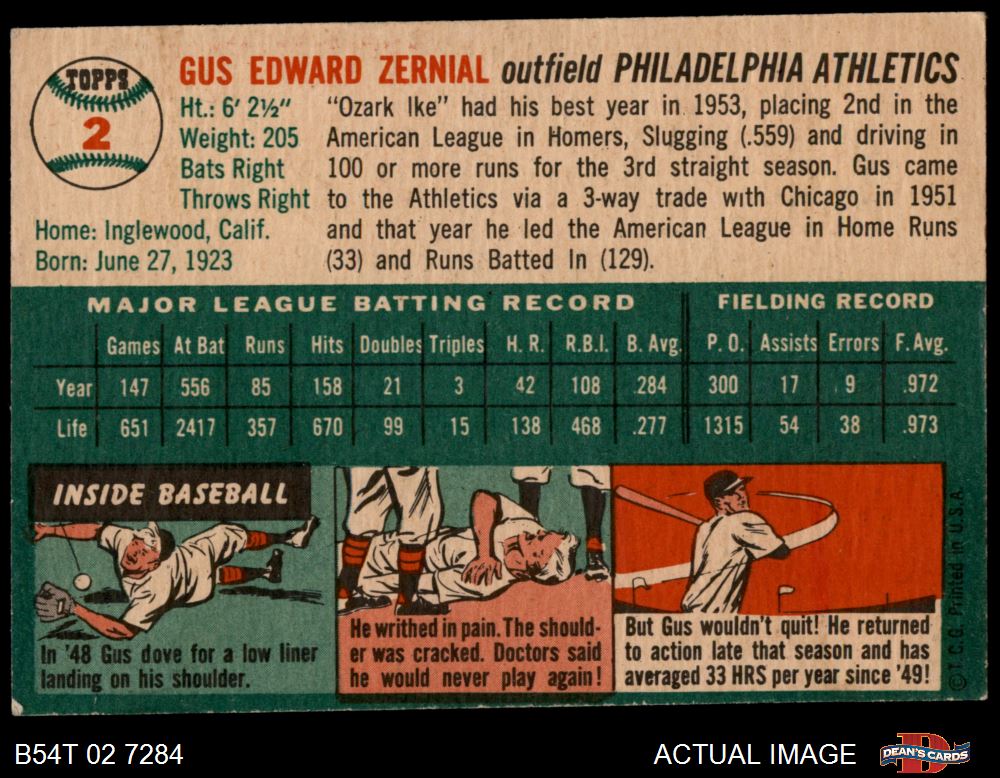 TOPPS
2
GUS EDWARD ZERNIAL outfield PHILADELPHIA ATHLETICS
Ht.: 6' 2½"
Weight: 205
Bats Right
Throws Right
Home: Inglewood, Calif.
Born: June 27, 1923
"Ozark Ike" had his best year in 1953, placing 2nd in the
American League in Homers, Slugging (.559) and driving in
100 or more runs for the 3rd straight season. Gus came
to the Athletics via a 3-way trade with Chicago in 1951
and that year he led the American League in Home Runs
(33) and Runs Batted In (129).
MAJOR LEAGUE BATTING RECORD FIELDING RECORD
Games At Bat Runs Hits Doubles Triples H. R. R.B.I. B. Avg. P. O. Assists Errors F. Avg.
Year 147 556 85 158 21 3 42 108 .284 300 17 9 .972
Life 651 2417 357 670 99 15 138 468 .277 1315 54 38 .973
INSIDE BASEBALL
In '48 Gus dove for a low liner
landing on his shoulder.
He writhed in pain. The should-
er was cracked. Doctors said
he would never play again!
But Gus wouldn't quit! He returned
to action late that season and has
averaged 33 HRS per year since '49!
© T. C. G. Printed in U. S. A.
B54T 02 7284
ACTUAL IMAGE
DEAN'S CARDS